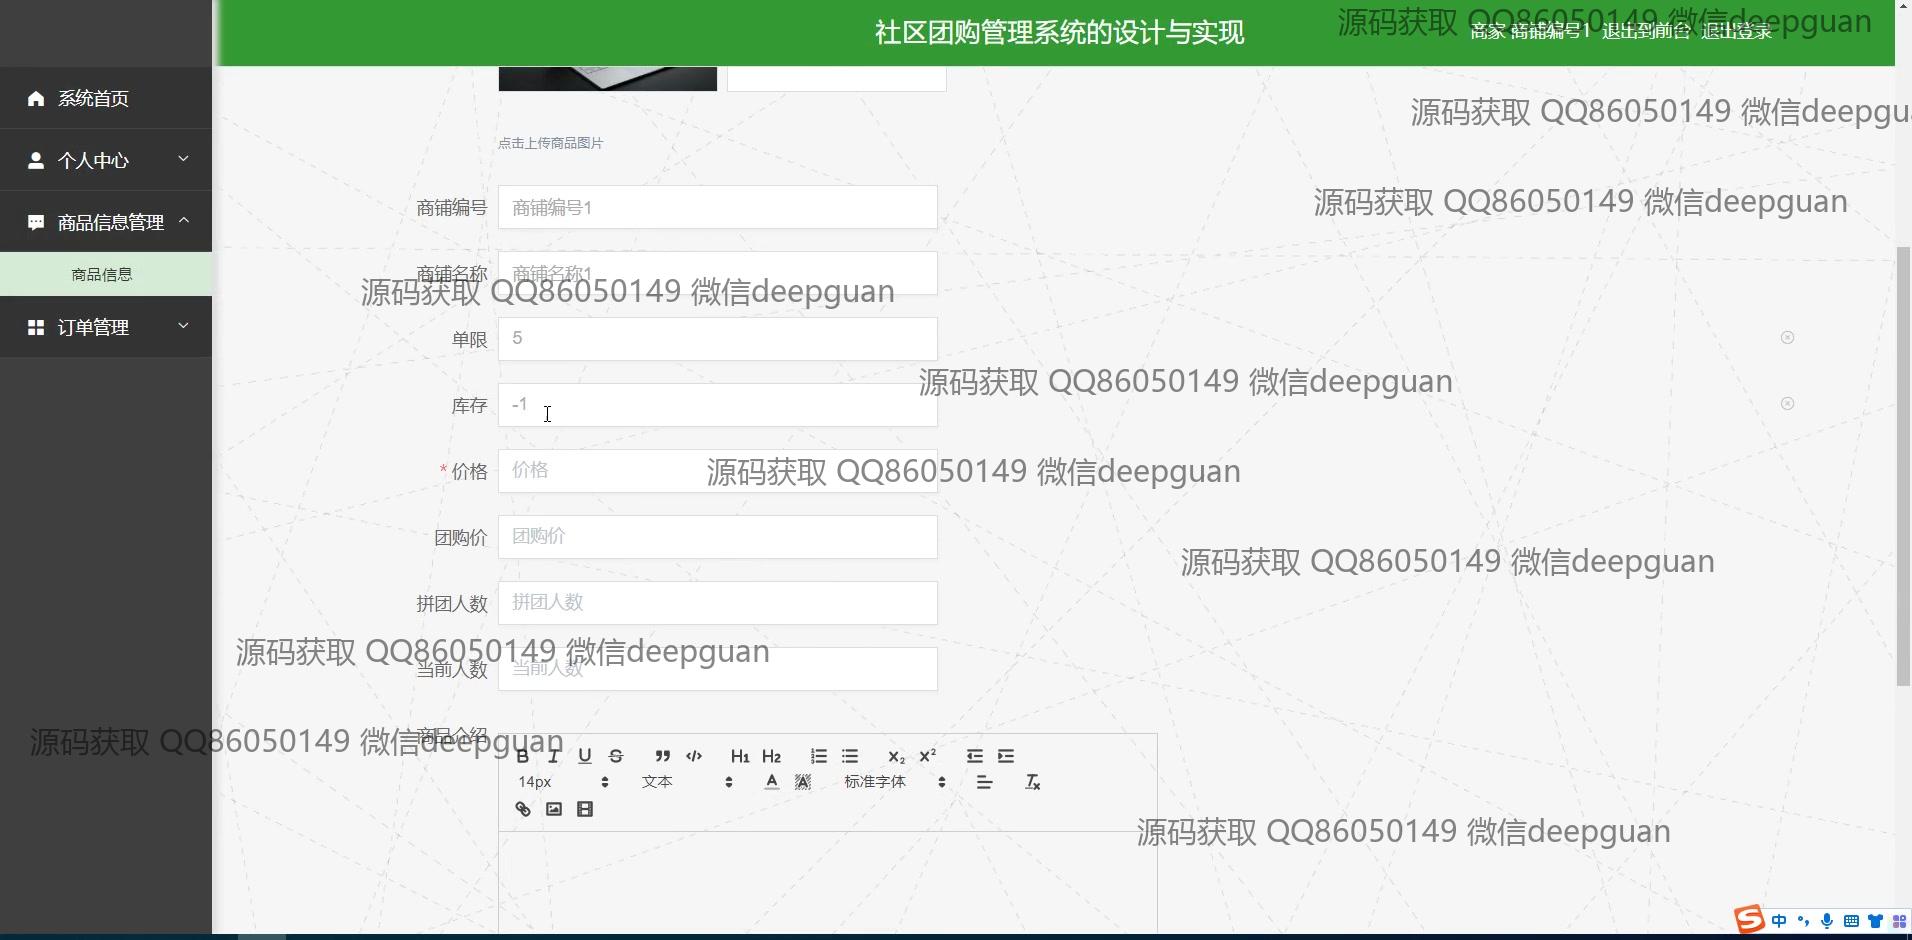 社区团购管理系统的设计与实现
源码获取 QQ86050149 微信deepguan
商家 商铺编号1 退出到前台 退出登录
系统首页
个人中心
商品信息管理
商品信息
订单管理
源码获取 QQ86050149 微信deepgu
点击上传商品图片
源码获取 QQ86050149 微信deepguan
商铺编号 商铺编号1
商铺名称 商铺名称1
源码获取 QQ86050149 微信deepguan
单限 5
源码获取 QQ86050149 微信deepguan
库存 -1
* 价格 价格
源码获取 QQ86050149 微信deepguan
团购价 团购价
源码获取 QQ86050149 微信deepguan
拼团人数 拼团人数
源码获取 QQ86050149 微信deepguan
当前人数 当前人数
源码获取 QQ86050149 微信deepguan
商品介绍
B I U S H1 H2 X2 X2
14px 文本 A A 标准字体 Tx
源码获取 QQ86050149 微信deepguan
S 中